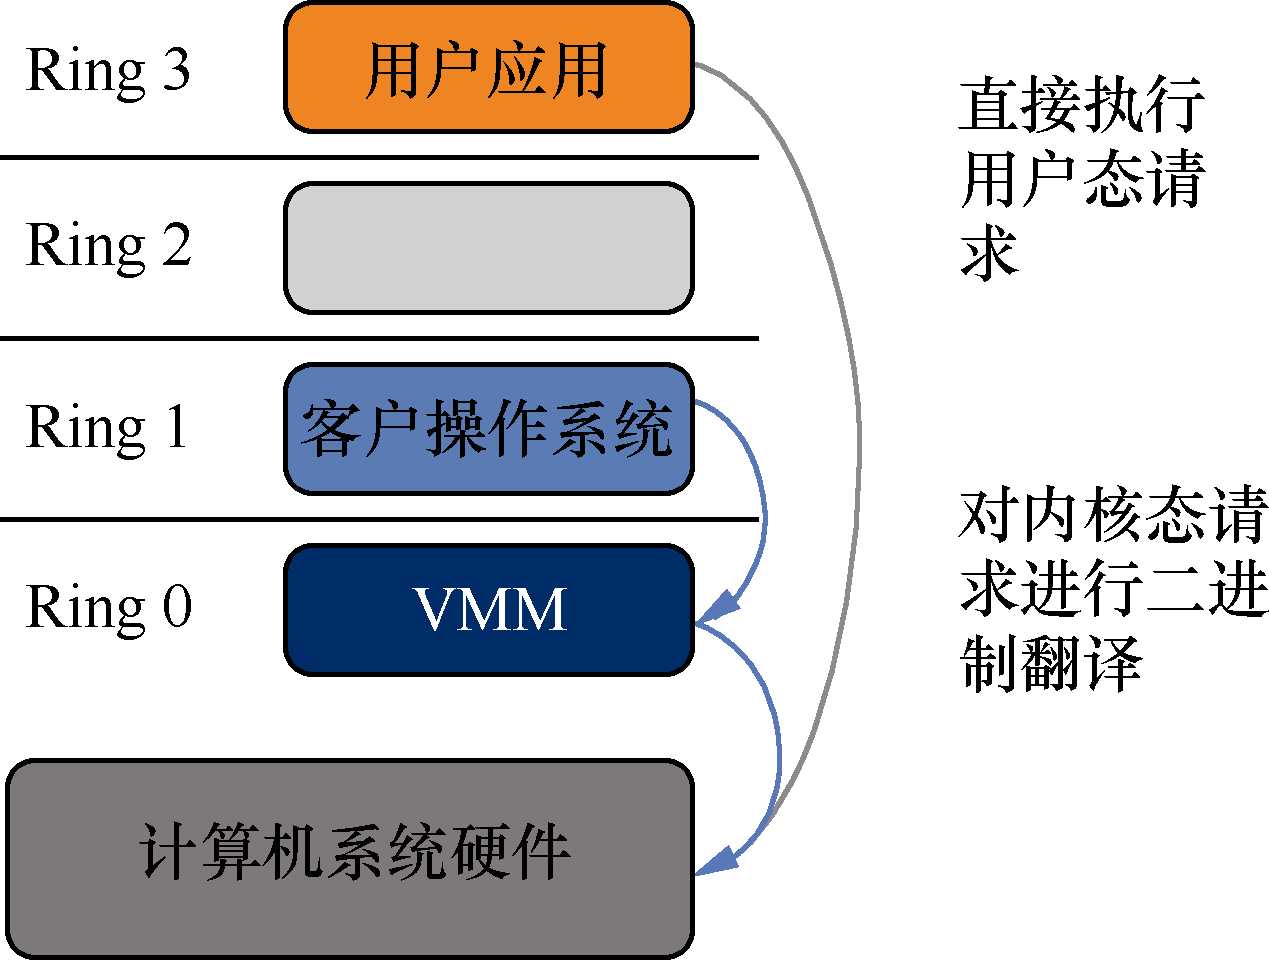 Ring 3
用户应用
直接执行
用户态请
求
Ring 2
Ring 1
客户操作系统
对内核态请
求进行二进
制翻译
Ring 0
VMM
计算机系统硬件